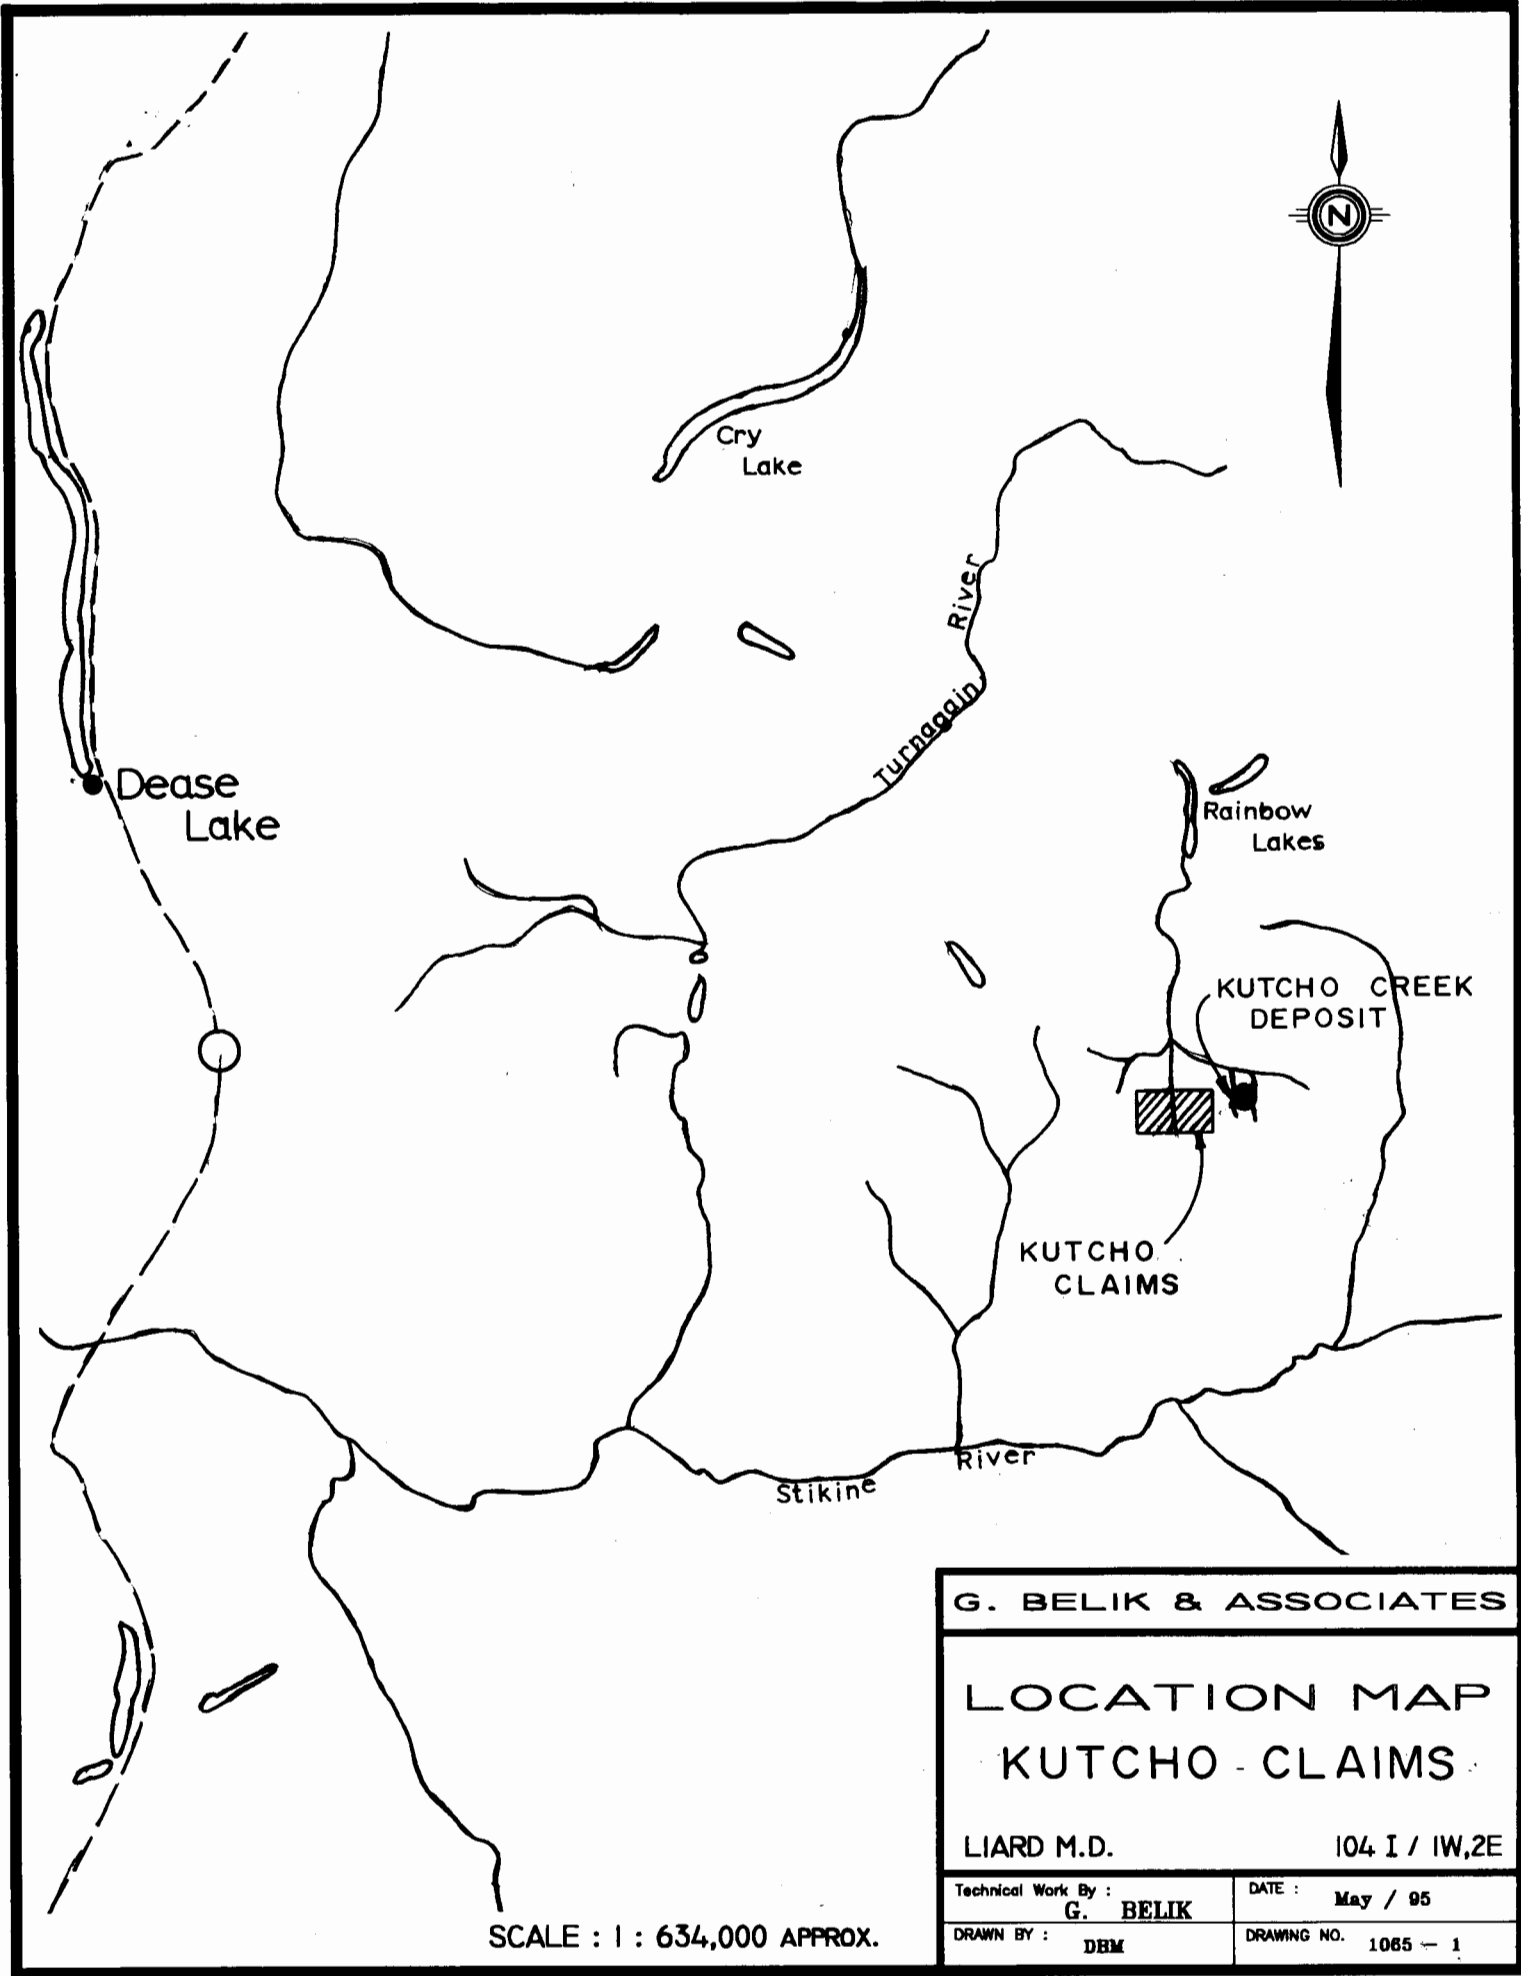 N
Cry
Lake
Turnagain River
Dease
Lake
Rainbow
Lakes
KUTCHO CREEK
DEPOSIT
KUTCHO
CLAIMS
Stikine River
G. BELIK & ASSOCIATES
LOCATION MAP
KUTCHO - CLAIMS
LIARD M.D. 104 I / 1W,2E
Technical Work By :
G. BELIK
DATE :
May / 95
DRAWN BY :
DBM
DRAWING NO. 1065 - 1
SCALE : 1 : 634,000 APPROX.